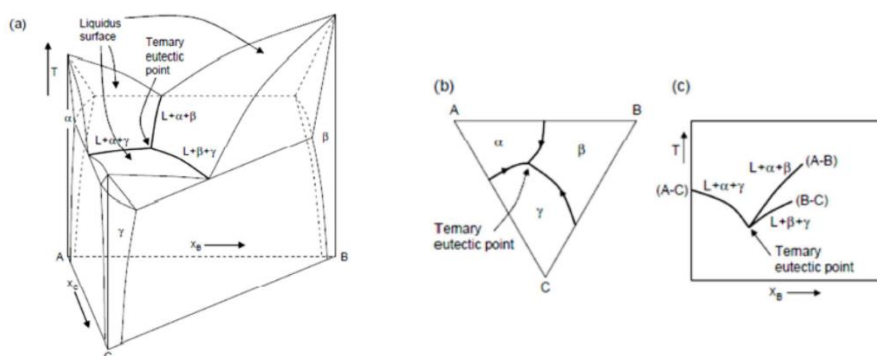 (a)
Liquidus
surface
Ternary
eutectic
point
T
α
L+α+β
L+α+γ
L+β+γ
β
γ
A
x_B
B
x_C
C
(b)
A
B
α
β
γ
Ternary
eutectic point
C
(c)
T
(A-C)
L+α+γ
L+α+β
(A-B)
(B-C)
L+β+γ
Ternary
eutectic point
x_B